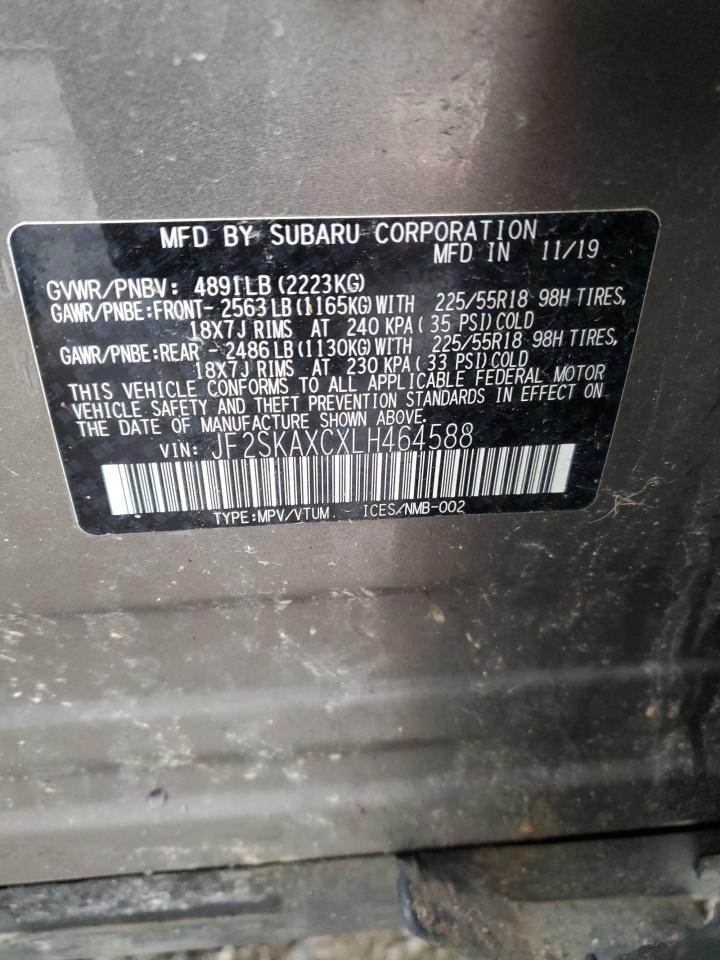 MFD BY SUBARU CORPORATION
MFD IN 11/19
GVWR/PNBV: 4891LB (2223KG)
GAWR/PNBE:FRONT- 2563LB (1165KG) WITH 225/55R18 98H TIRES,
18X7J RIMS AT 240 KPA ( 35 PSI) COLD
GAWR/PNBE:REAR - 2486LB (1130KG) WITH 225/55R18 98H TIRES,
18X7J RIMS AT 230 KPA ( 33 PSI) COLD
THIS VEHICLE CONFORMS TO ALL APPLICABLE FEDERAL MOTOR
VEHICLE SAFETY AND THEFT PREVENTION STANDARDS IN EFFECT ON
THE DATE OF MANUFACTURE SHOWN ABOVE.
VIN: JF2SKAXCXLH464588
TYPE:MPV/VTUM ICES/NMB-002